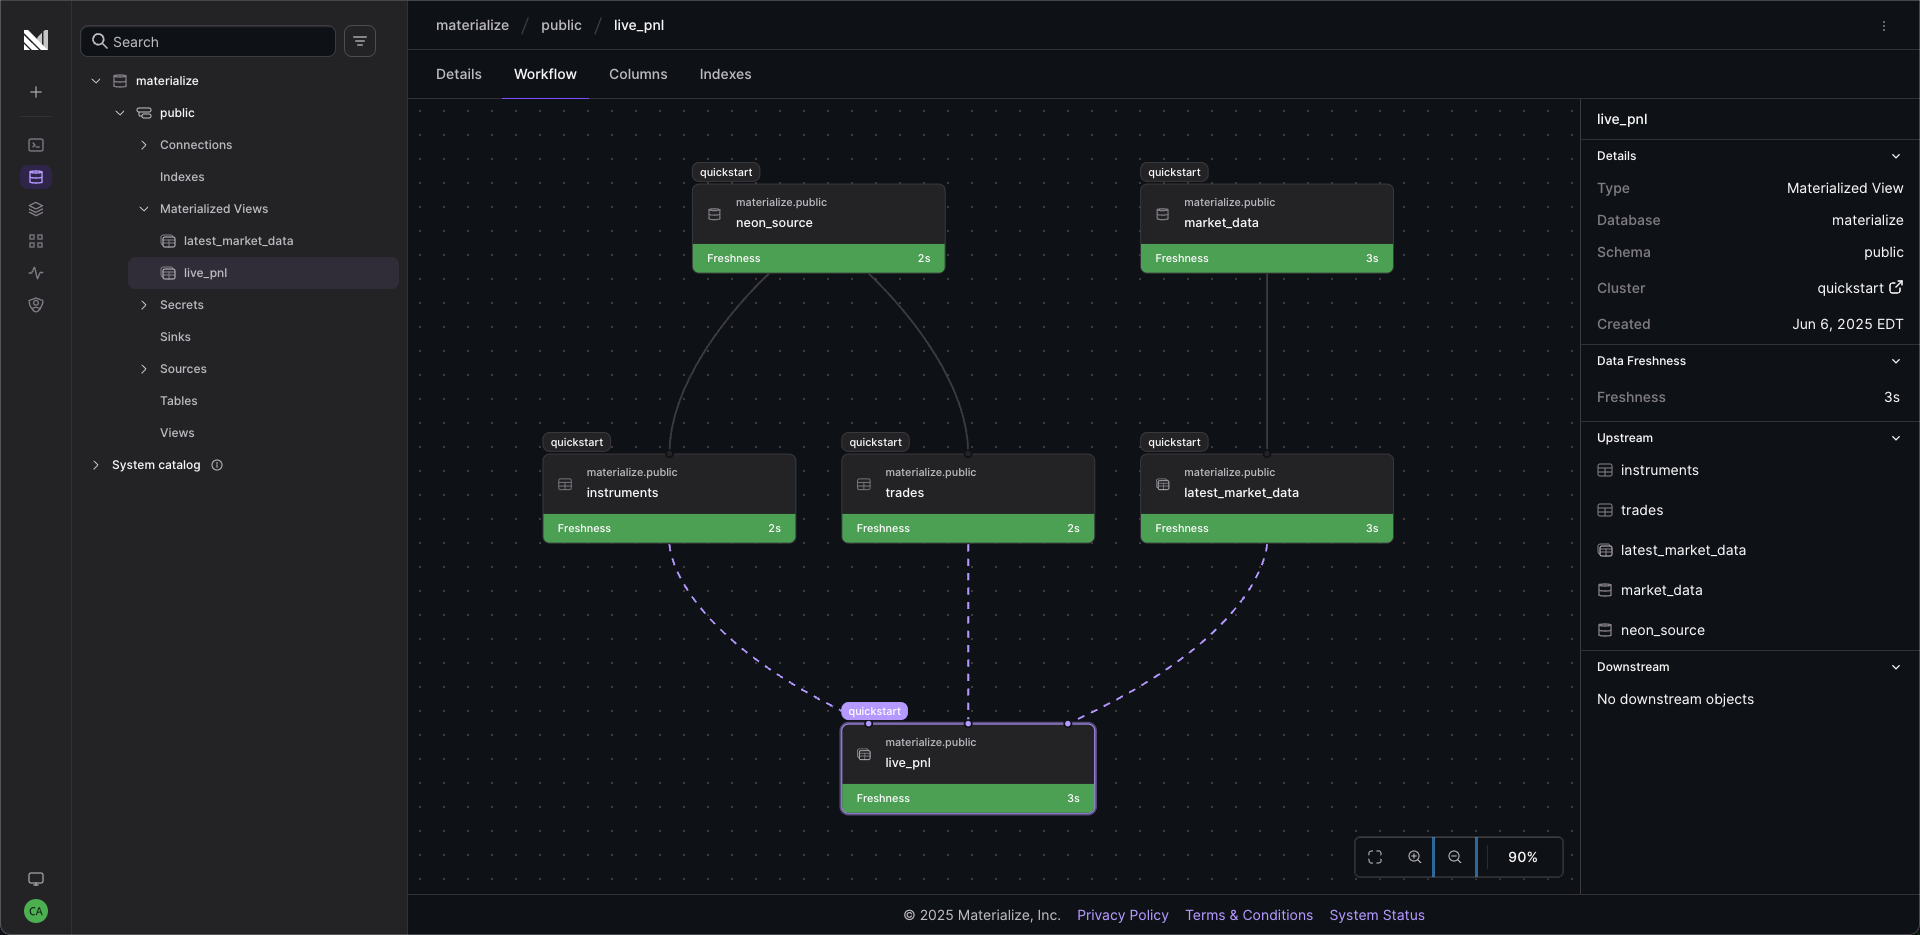 Search
materialize
public
Connections
Indexes
Materialized Views
latest_market_data
live_pnl
Secrets
Sinks
Sources
Tables
Views
System catalog
CA
materialize / public / live_pnl
Details Workflow Columns Indexes
quickstart
materialize.public
neon_source
Freshness 2s
quickstart
materialize.public
market_data
Freshness 3s
quickstart
materialize.public
instruments
Freshness 2s
quickstart
materialize.public
trades
Freshness 2s
quickstart
materialize.public
latest_market_data
Freshness 3s
quickstart
materialize.public
live_pnl
Freshness 3s
90%
live_pnl
Details
Type Materialized View
Database materialize
Schema public
Cluster quickstart
Created Jun 6, 2025 EDT
Data Freshness
Freshness 3s
Upstream
instruments
trades
latest_market_data
market_data
neon_source
Downstream
No downstream objects
© 2025 Materialize, Inc. Privacy Policy Terms & Conditions System Status